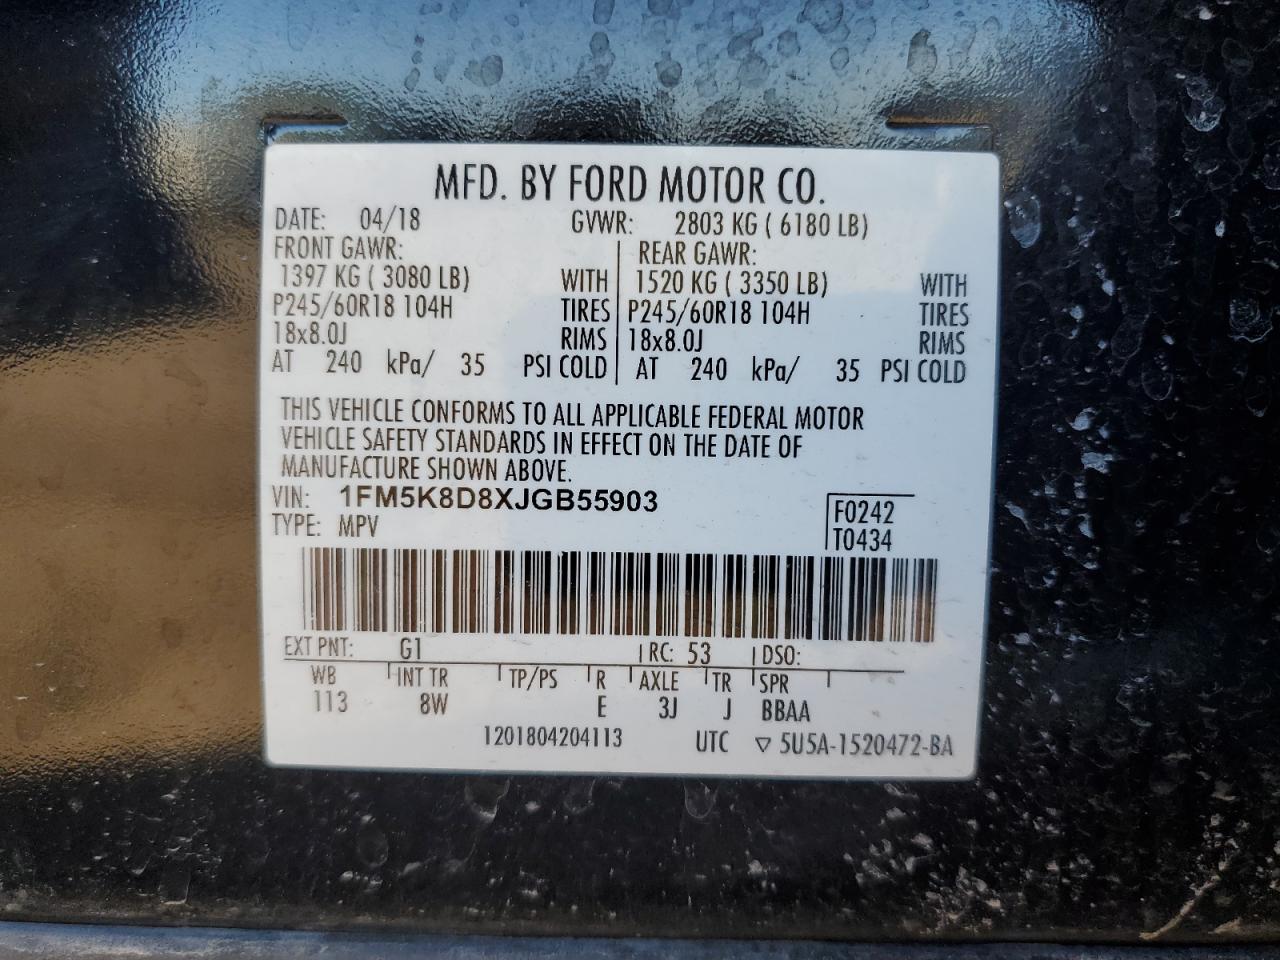 MFD. BY FORD MOTOR CO.
DATE: 04/18 GVWR: 2803 KG ( 6180 LB)
FRONT GAWR: REAR GAWR:
1397 KG ( 3080 LB) WITH 1520 KG ( 3350 LB) WITH
P245/60R18 104H TIRES P245/60R18 104H TIRES
18x8.0J RIMS 18x8.0J RIMS
AT 240 kPa/ 35 PSI COLD AT 240 kPa/ 35 PSI COLD
THIS VEHICLE CONFORMS TO ALL APPLICABLE FEDERAL MOTOR
VEHICLE SAFETY STANDARDS IN EFFECT ON THE DATE OF
MANUFACTURE SHOWN ABOVE.
VIN: 1FM5K8D8XJGB55903
F0242
TYPE: MPV
T0434
EXT PNT: G1 RC: 53 DSO:
WB INT TR TP/PS R AXLE TR SPR
113 8W E 3J J BBAA
1201804204113 UTC ▽ 5U5A-1520472-BA